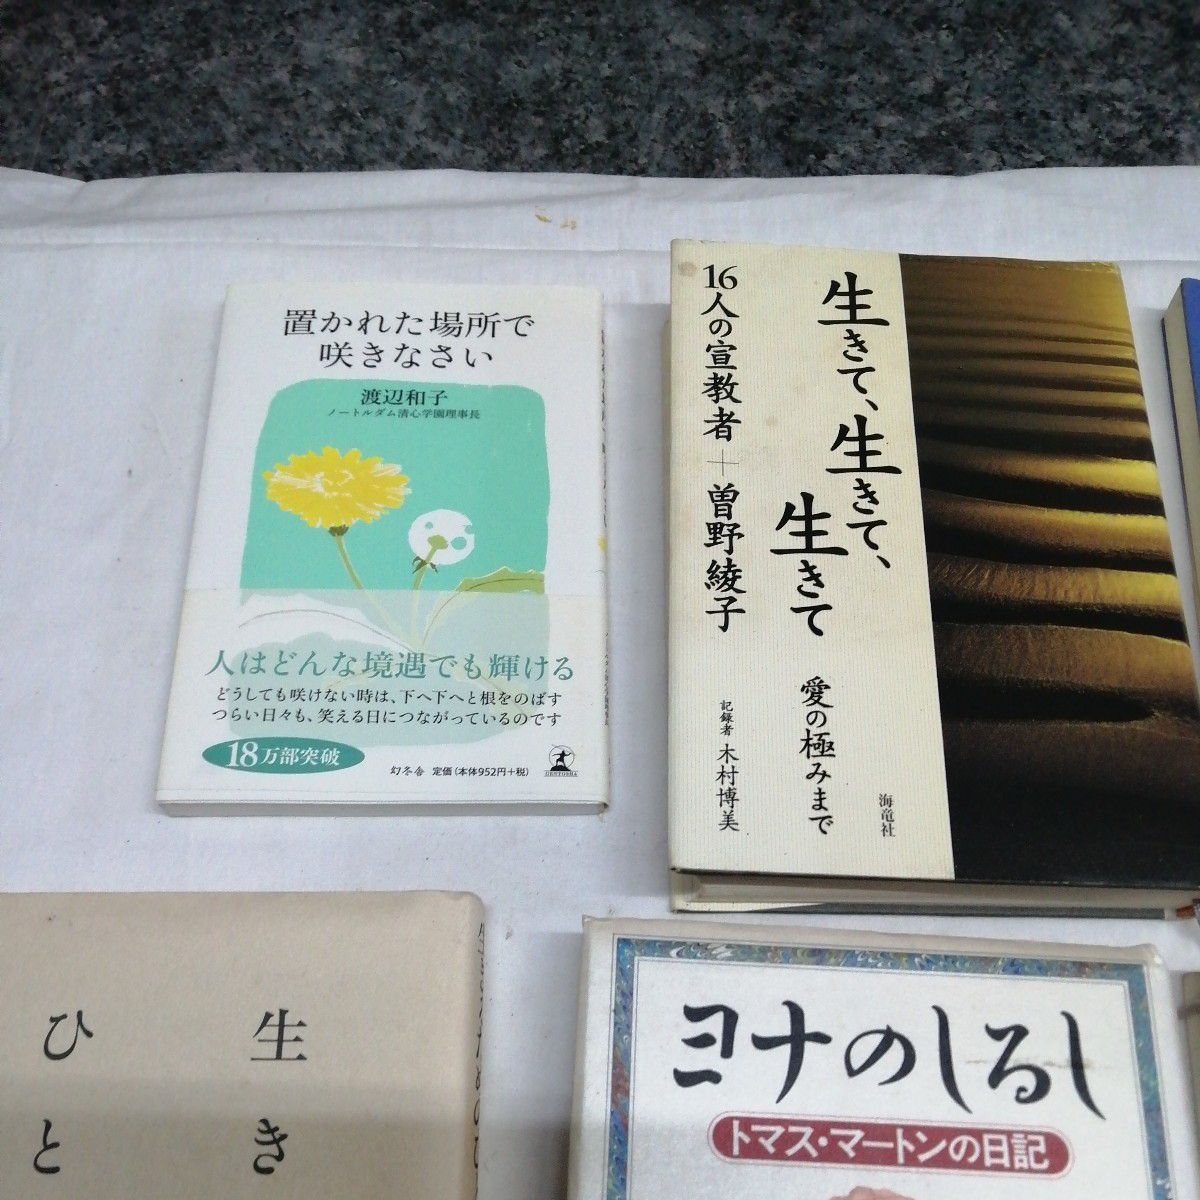 置かれた場所で
咲きなさい
渡辺和子
ノートルダム清心学園理事長
人はどんな境遇でも輝ける
どうしても咲けない時は、下へ下へと根をのばす
つらい日々も、笑える日につながっているのです
18万部突破
幻冬舎 定価(本体952円+税)
GENTOSHA
生きて、生きて、
生きて
愛の極みまで
16人の宣教者+曽野綾子
記録者 木村博美
海竜社
生き
ひと
ヨナのしるし
トマス・マートンの日記